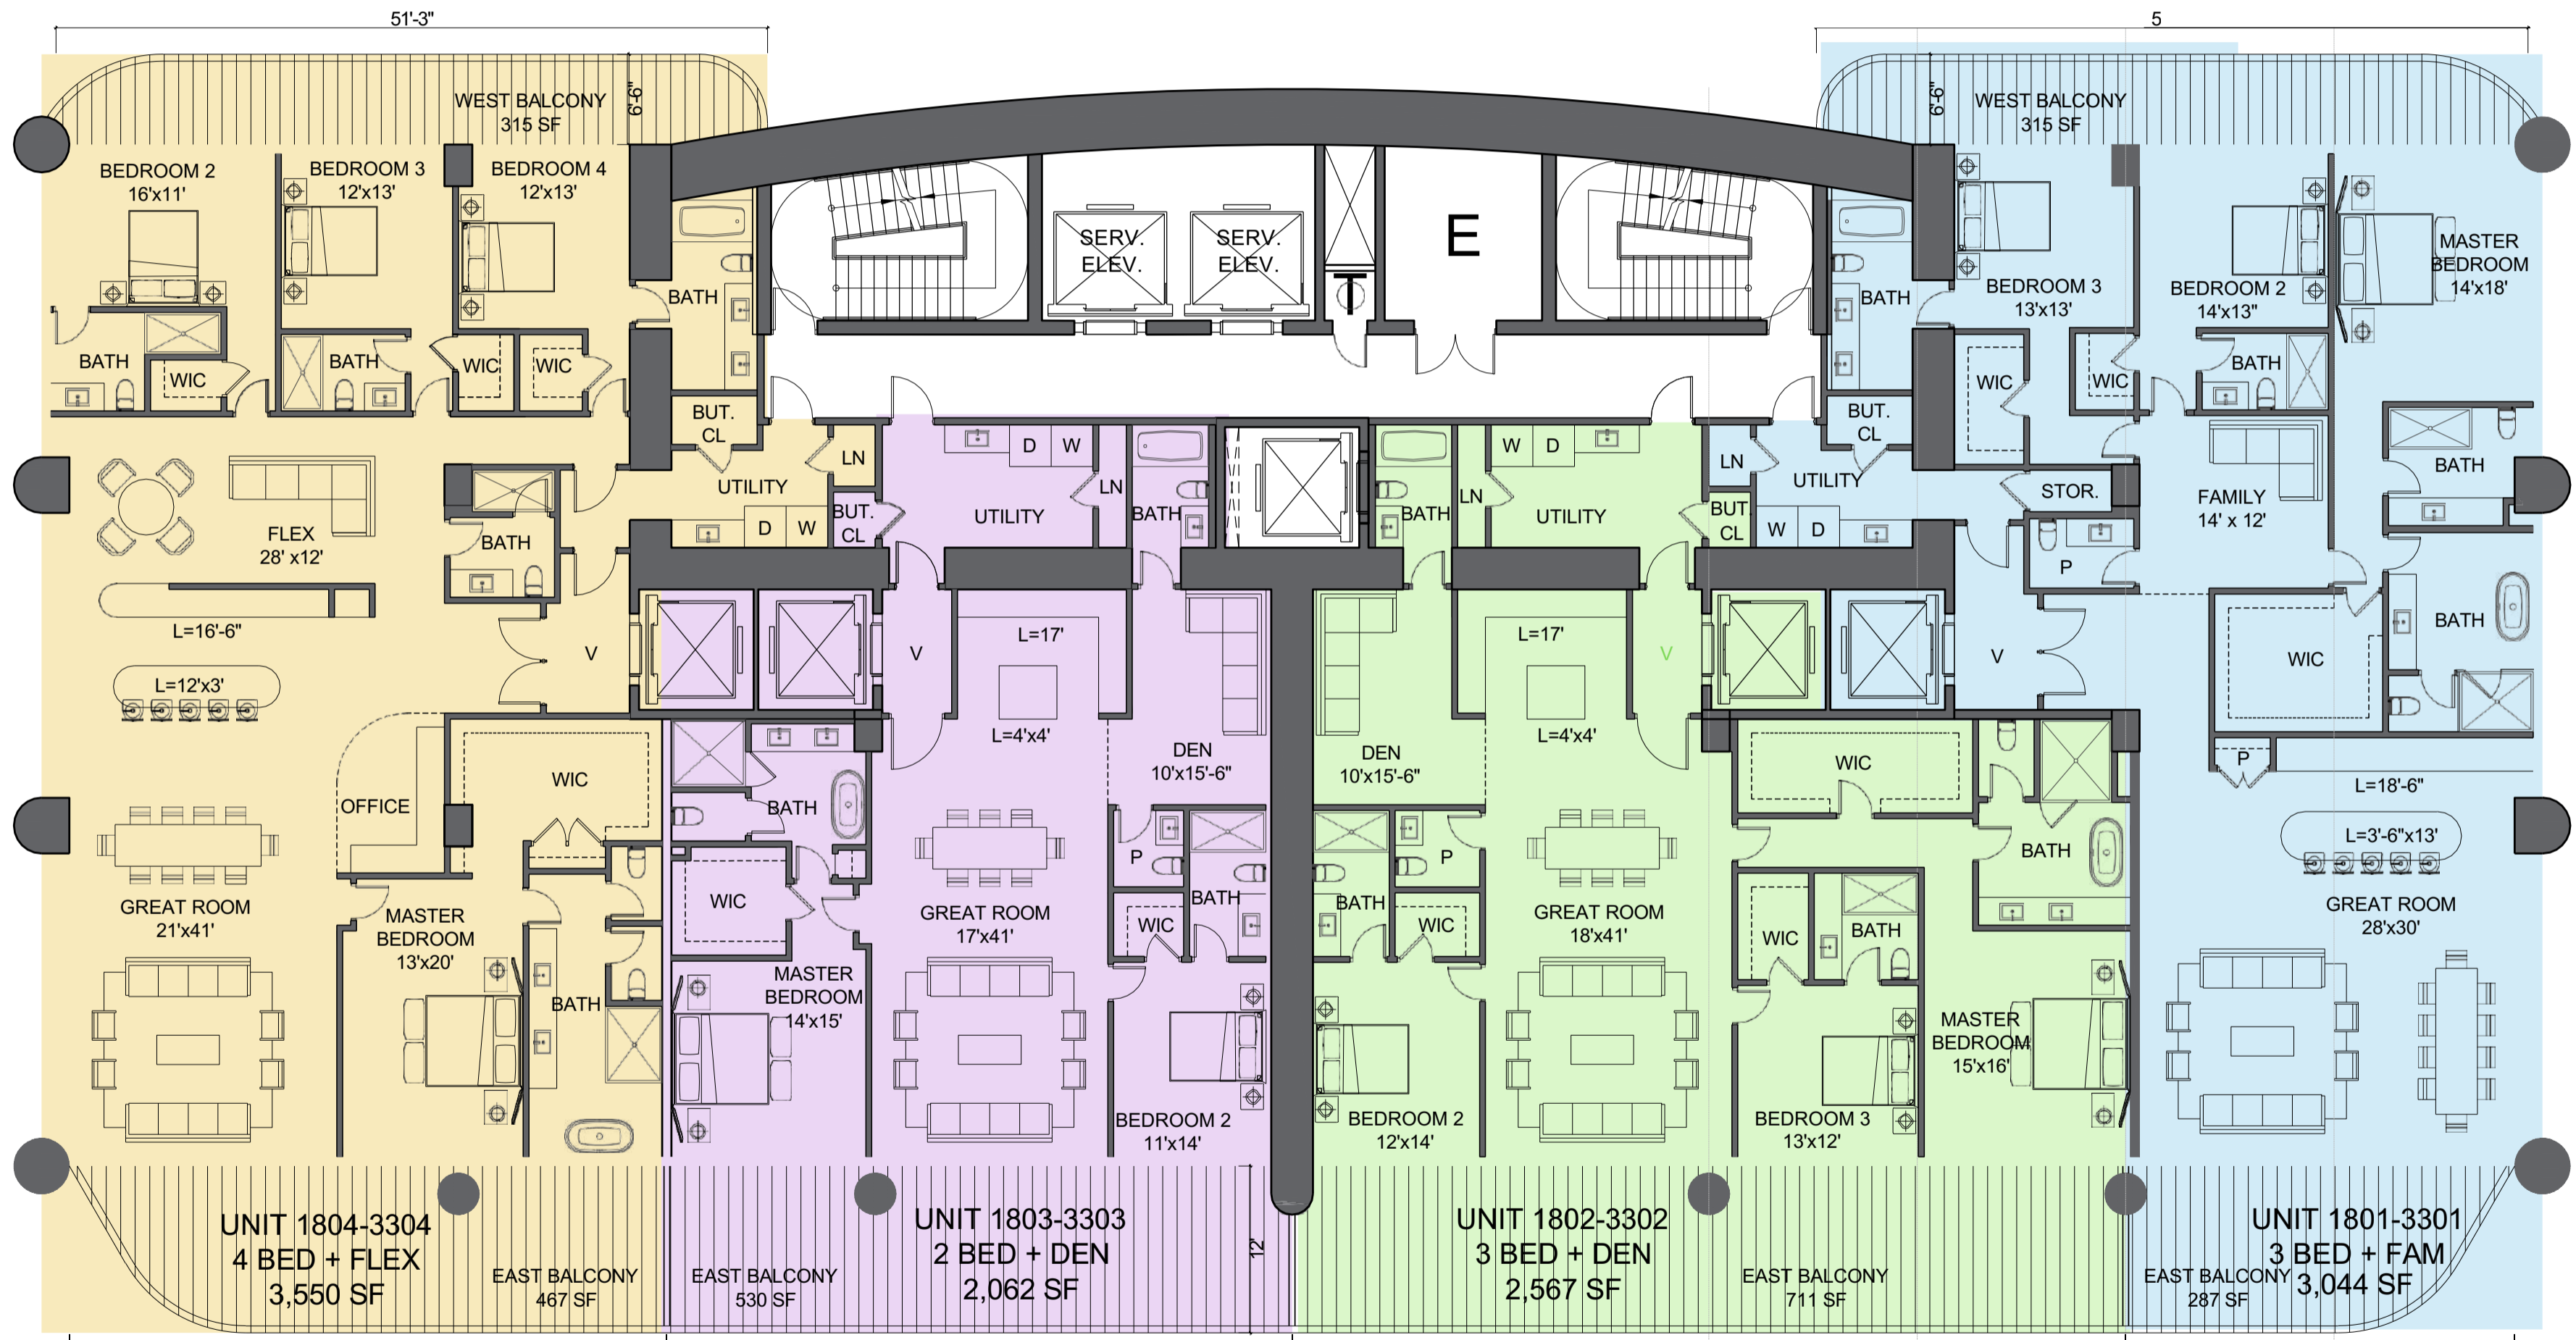 51'-3"
5
WEST BALCONY
315 SF
6'-6"
WEST BALCONY
315 SF
6'-6"
BEDROOM 2
16'x11'
BEDROOM 3
12'x13'
BEDROOM 4
12'x13'
BATH
SERV.
ELEV.
SERV.
ELEV.
T
E
BATH
BEDROOM 3
13'x13'
BEDROOM 2
14'x13"
MASTER
BEDROOM
14'x18'
BATH
WIC
BATH
WIC
WIC
WIC
WIC
BATH
BUT.
CL
LN
UTILITY
D
W
BUT.
CL
D
W
UTILITY
LN
BATH
BATH
LN
W
D
UTILITY
BUT
CL
LN
BUT.
CL
UTILITY
W
D
STOR.
P
FAMILY
14' x 12'
BATH
FLEX
28' x12'
BATH
L=16'-6"
V
L=12'x3'
V
L=17'
L=4'x4'
DEN
10'x15'-6"
DEN
10'x15'-6"
L=17'
L=4'x4'
V
V
WIC
BATH
P
L=18'-6"
L=3'-6"x13'
OFFICE
WIC
BATH
WIC
P
BATH
WIC
BATH
P
WIC
WIC
BATH
WIC
BATH
GREAT ROOM
21'x41'
MASTER
BEDROOM
13'x20'
BATH
MASTER
BEDROOM
14'x15'
GREAT ROOM
17'x41'
BEDROOM 2
11'x14'
BEDROOM 2
12'x14'
GREAT ROOM
18'x41'
BEDROOM 3
13'x12'
MASTER
BEDROOM
15'x16'
GREAT ROOM
28'x30'
UNIT 1804-3304
4 BED + FLEX
3,550 SF
EAST BALCONY
467 SF
EAST BALCONY
530 SF
UNIT 1803-3303
2 BED + DEN
2,062 SF
12'
UNIT 1802-3302
3 BED + DEN
2,567 SF
EAST BALCONY
711 SF
EAST BALCONY
287 SF
UNIT 1801-3301
3 BED + FAM
3,044 SF